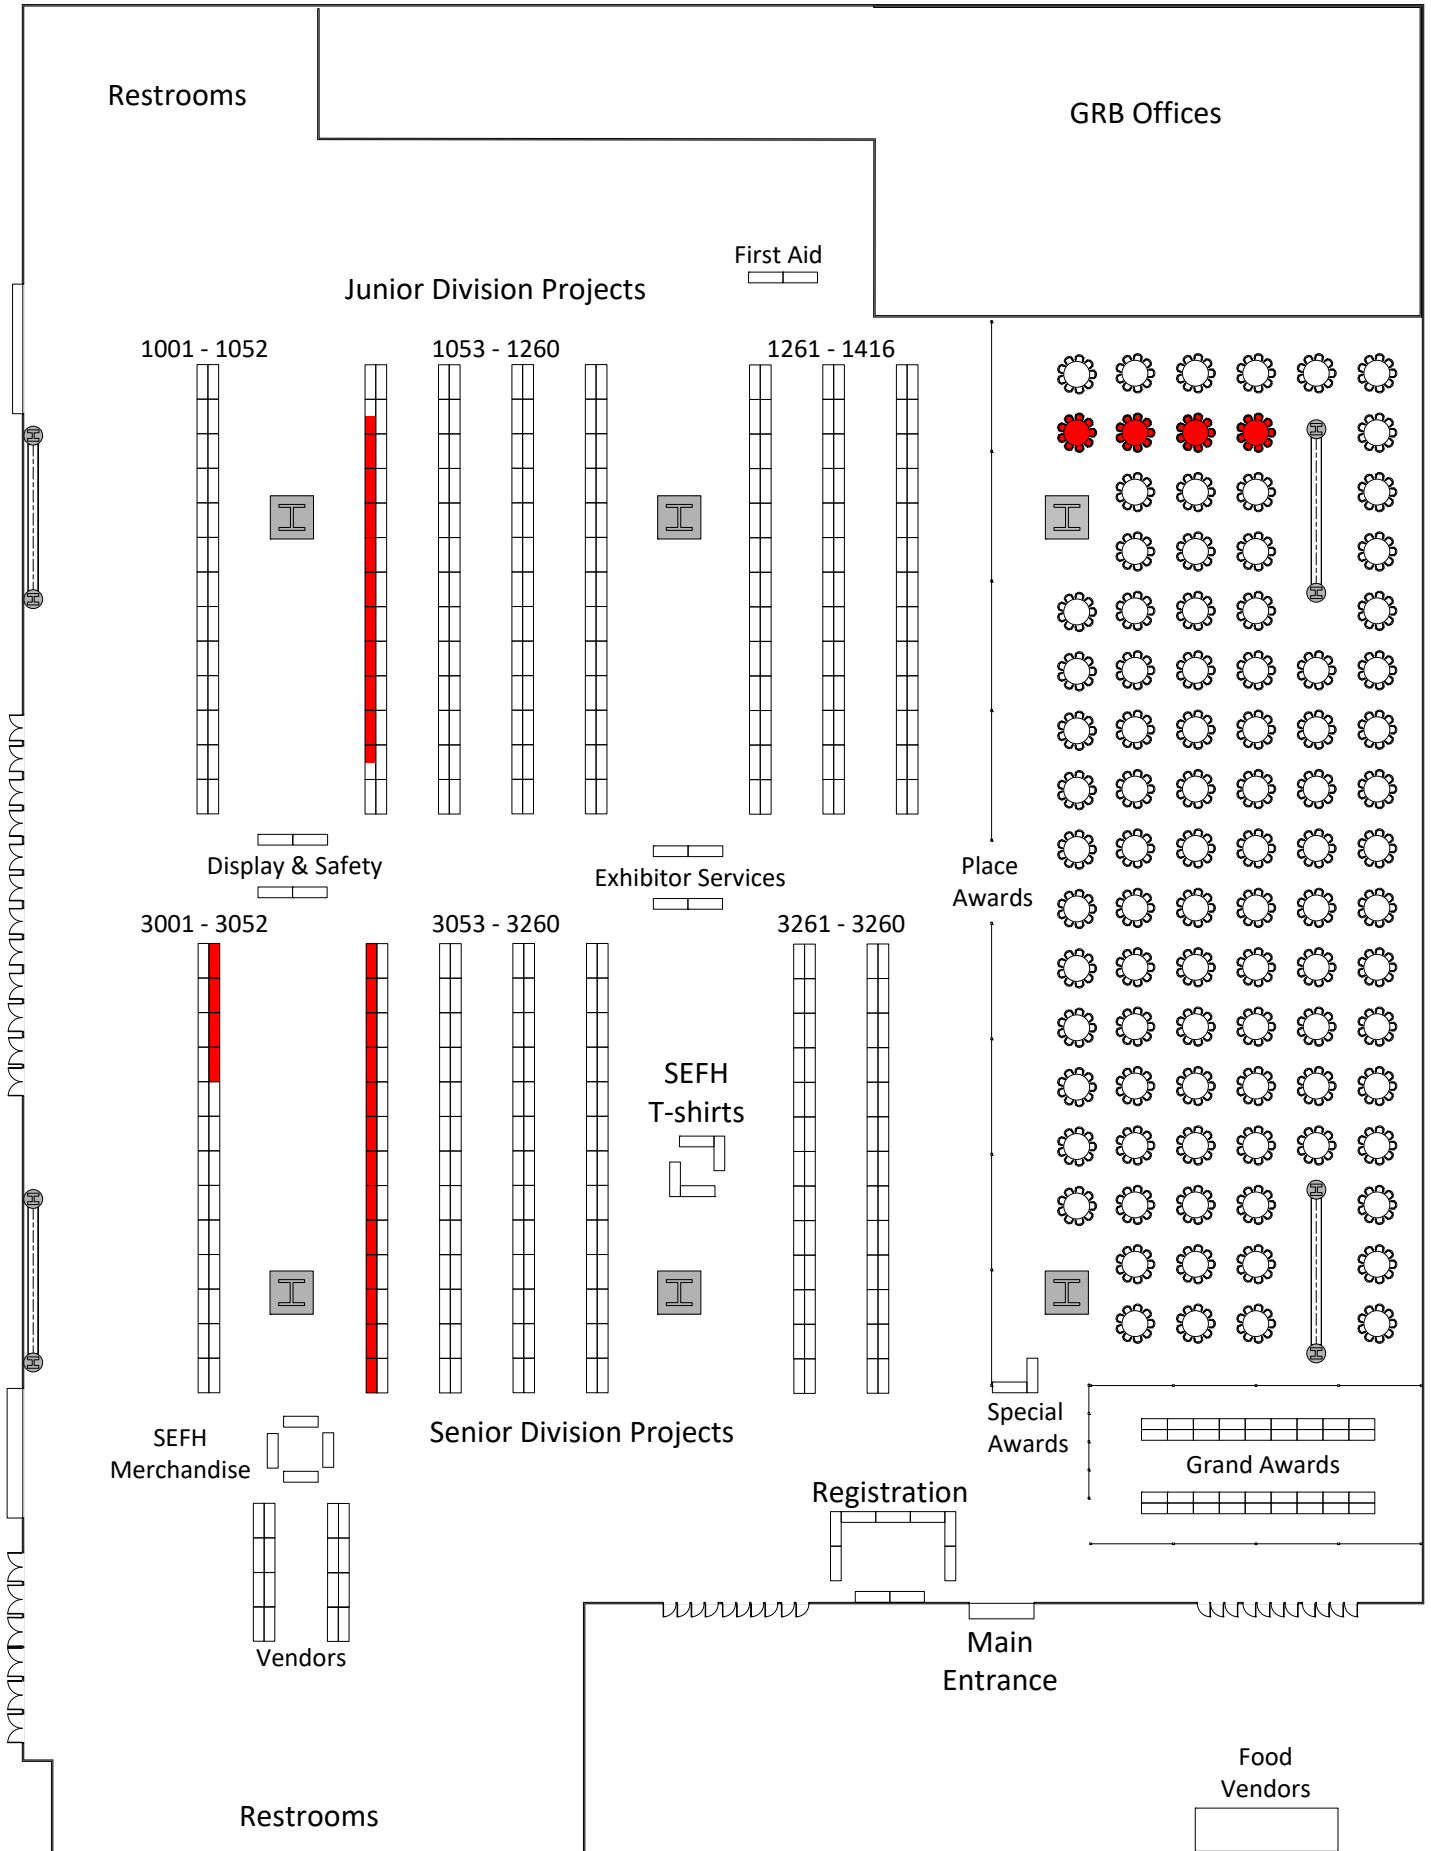 Restrooms
GRB Offices
First Aid
Junior Division Projects
1001 - 1052
1053 - 1260
1261 - 1416
Display & Safety
Exhibitor Services
Place
Awards
3001 - 3052
3053 - 3260
3261 - 3260
SEFH
T-shirts
Senior Division Projects
Special
Awards
SEFH
Merchandise
Grand Awards
Registration
Vendors
Main
Entrance
Food
Vendors
Restrooms